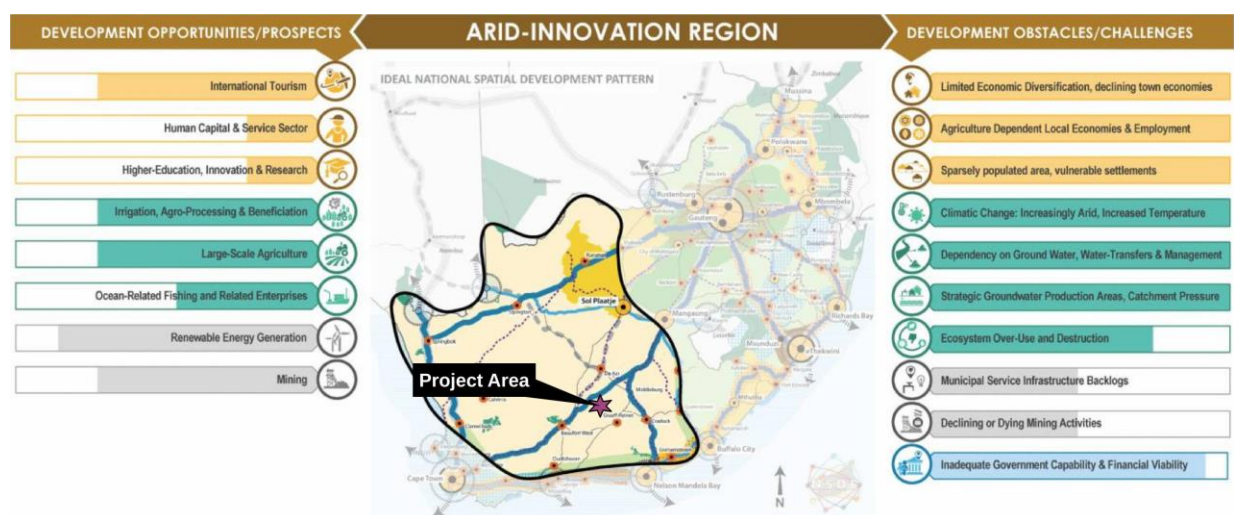 DEVELOPMENT OPPORTUNITIES/PROSPECTS
ARID-INNOVATION REGION
DEVELOPMENT OBSTACLES/CHALLENGES
International Tourism
Human Capital & Service Sector
Higher-Education, Innovation & Research
Irrigation, Agro-Processing & Beneficiation
Large-Scale Agriculture
Ocean-Related Fishing and Related Enterprises
Renewable Energy Generation
Mining
IDEAL NATIONAL SPATIAL DEVELOPMENT PATTERN
Zimbabwe
Musina
Polokwane
Rustenburg
Mbombela
Gauteng
Sol Plaatje
Upington
Mangaung
Richards Bay
Msunduzi
eThekwini
Springbok
De Aar
Project Area
Middelburg
Mthatha
Graaff-Reinet
Cradock
Beaufort West
Buffalo City
Oudtshoorn
Cape Town
Nelson Mandela Bay
N
Limited Economic Diversification, declining town economies
Agriculture Dependent Local Economies & Employment
Sparsely populated area, vulnerable settlements
Climatic Change: Increasingly Arid, Increased Temperature
Dependency on Ground Water, Water-Transfers & Management
Strategic Groundwater Production Areas, Catchment Pressure
Ecosystem Over-Use and Destruction
Municipal Service Infrastructure Backlogs
Declining or Dying Mining Activities
Inadequate Government Capability & Financial Viability